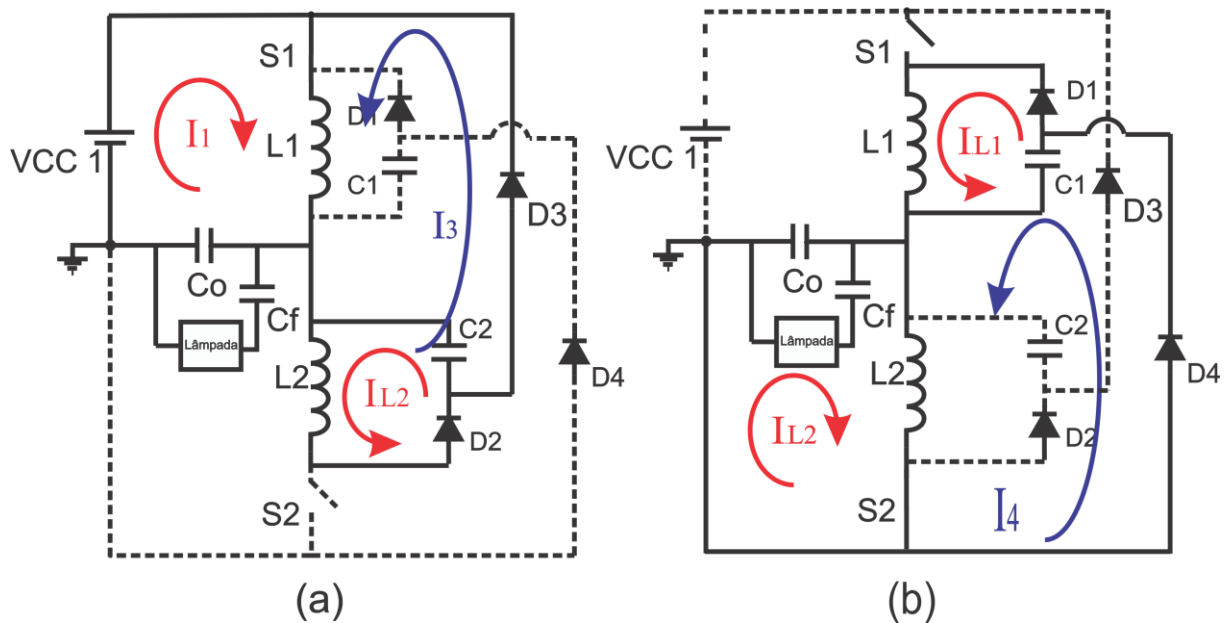 S1
D1
I1
L1
VCC 1
C1
D3
I3
Co
Cf
C2
Lâmpada
L2
IL2
D4
D2
S2
(a)
S1
D1
L1
IL1
VCC 1
C1
D3
Co
Cf
C2
Lâmpada
L2
D4
IL2
D2
S2
I4
(b)